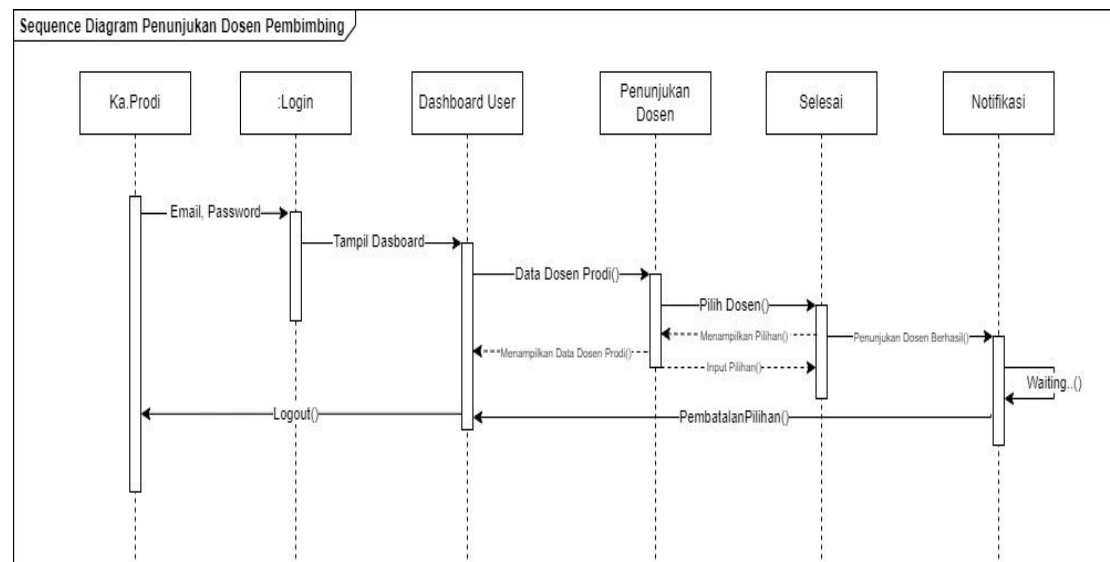 Sequence Diagram Penunjukan Dosen Pembimbing
Ka.Prodi
:Login
Dashboard User
Penunjukan
Dosen
Selesai
Notifikasi
Email, Password
Tampil Dasboard
Data Dosen Prodi()
Pilih Dosen()
Menampilkan Pilihan()
Penunjukan Dosen Berhasil()
Menampilkan Data Dosen Prodi()
Input Pilihan()
Waiting..()
Logout()
PembatalanPilihan()